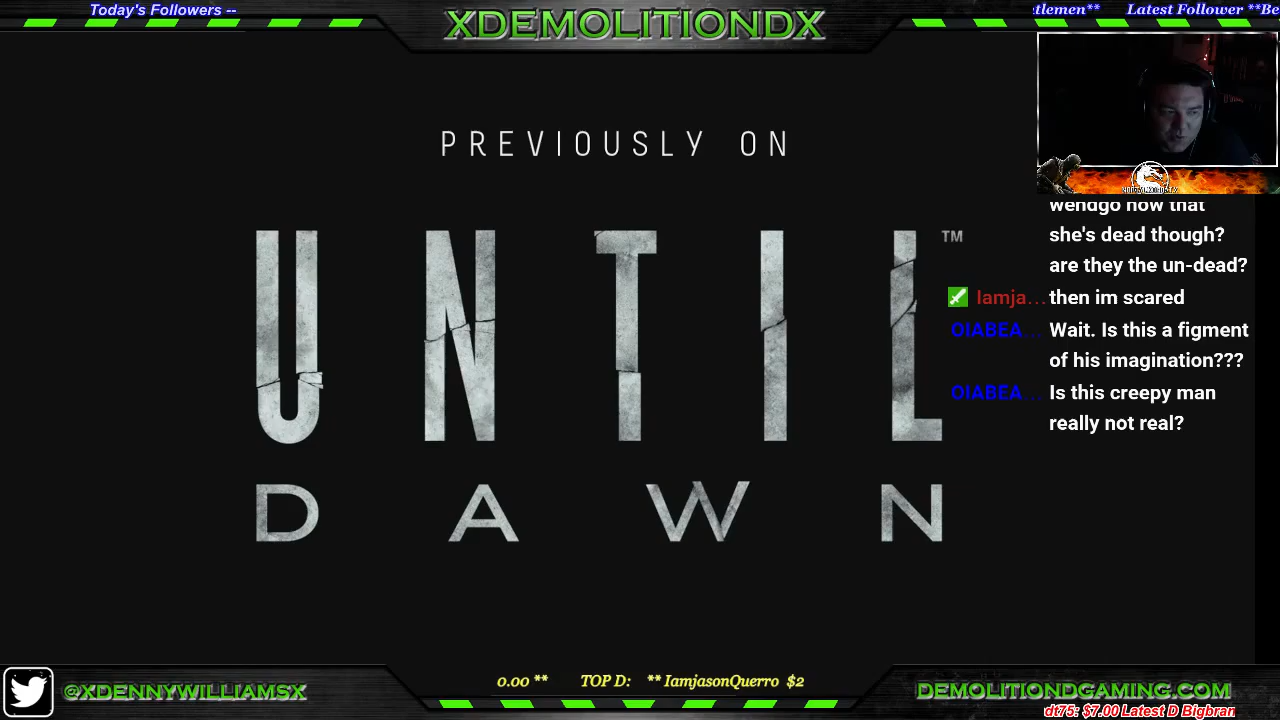 Today's Followers --
XDEMOLITIONDX
tlemen** Latest Follower **Be
PREVIOUSLY ON
UNTIL
TM
DAWN
wendgo now that
she's dead though?
are they the un-dead?
Iamja... then im scared
OIABEA... Wait. Is this a figment
of his imagination???
OIABEA... Is this creepy man
really not real?
@XDENNYWILLIAMSX
0.00 ** TOP D: ** IamjasonQuerro $2
DEMOLITIONDGAMING.COM
dt75: $7.00 Latest D Bigbrar